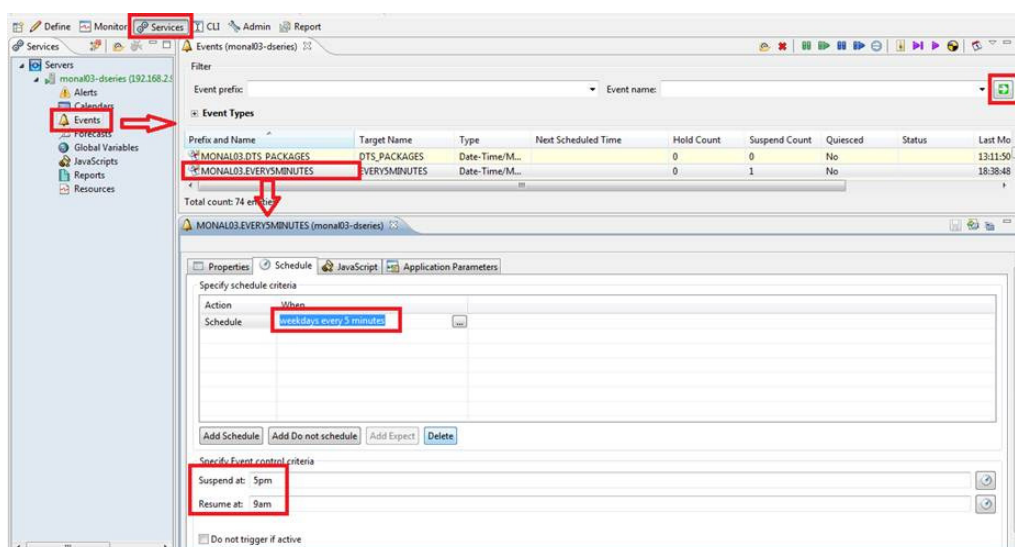 Define Monitor Services CLI Admin Report
Services
Servers
monal03-dseries (192.168.2.5
Alerts
Calendars
Events
Forecasts
Global Variables
JavaScripts
Reports
Resources
Events (monal03-dseries)
Filter
Event prefix: Event name:
Event Types
Prefix and Name Target Name Type Next Scheduled Time Hold Count Suspend Count Quiesced Status Last Mo
MONAL03.DTS_PACKAGES DTS_PACKAGES Date-Time/M... 0 0 No 13:11:50
MONAL03.EVERY5MINUTES EVERY5MINUTES Date-Time/M... 0 1 No 18:38:48
Total count: 74 entities
MONAL03.EVERY5MINUTES (monal03-dseries)
Properties Schedule JavaScript Application Parameters
Specify schedule criteria
Action When
Schedule weekdays every 5 minutes ...
Add Schedule Add Do not schedule Add Expect Delete
Specify Event control criteria
Suspend at: 5pm
Resume at: 9am
Do not trigger if active